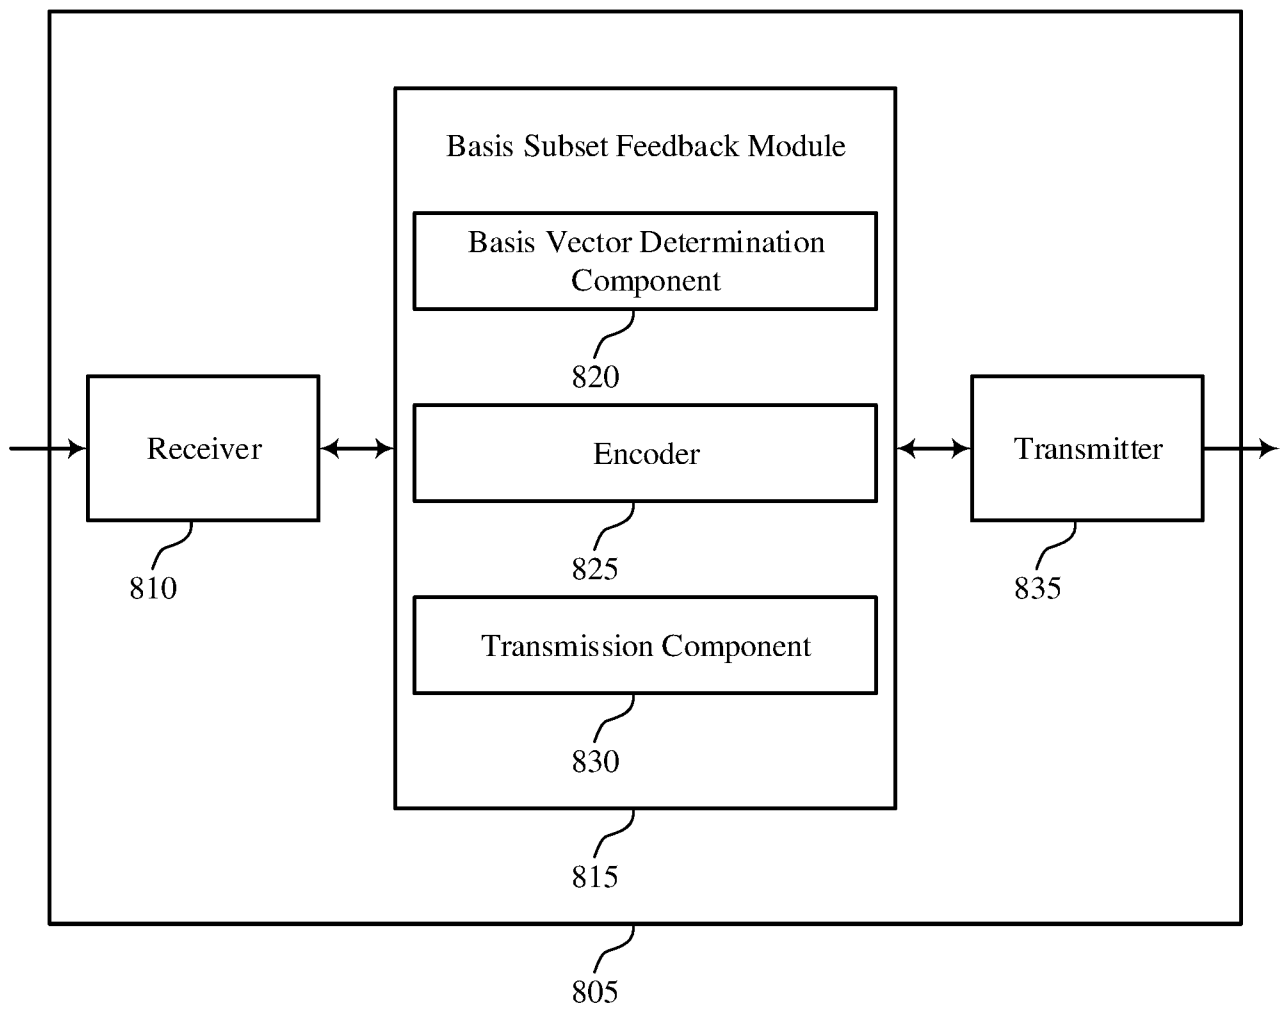 Basis Subset Feedback Module
Basis Vector Determination
Component
820
Receiver
810
Encoder
825
Transmitter
835
Transmission Component
830
815
805